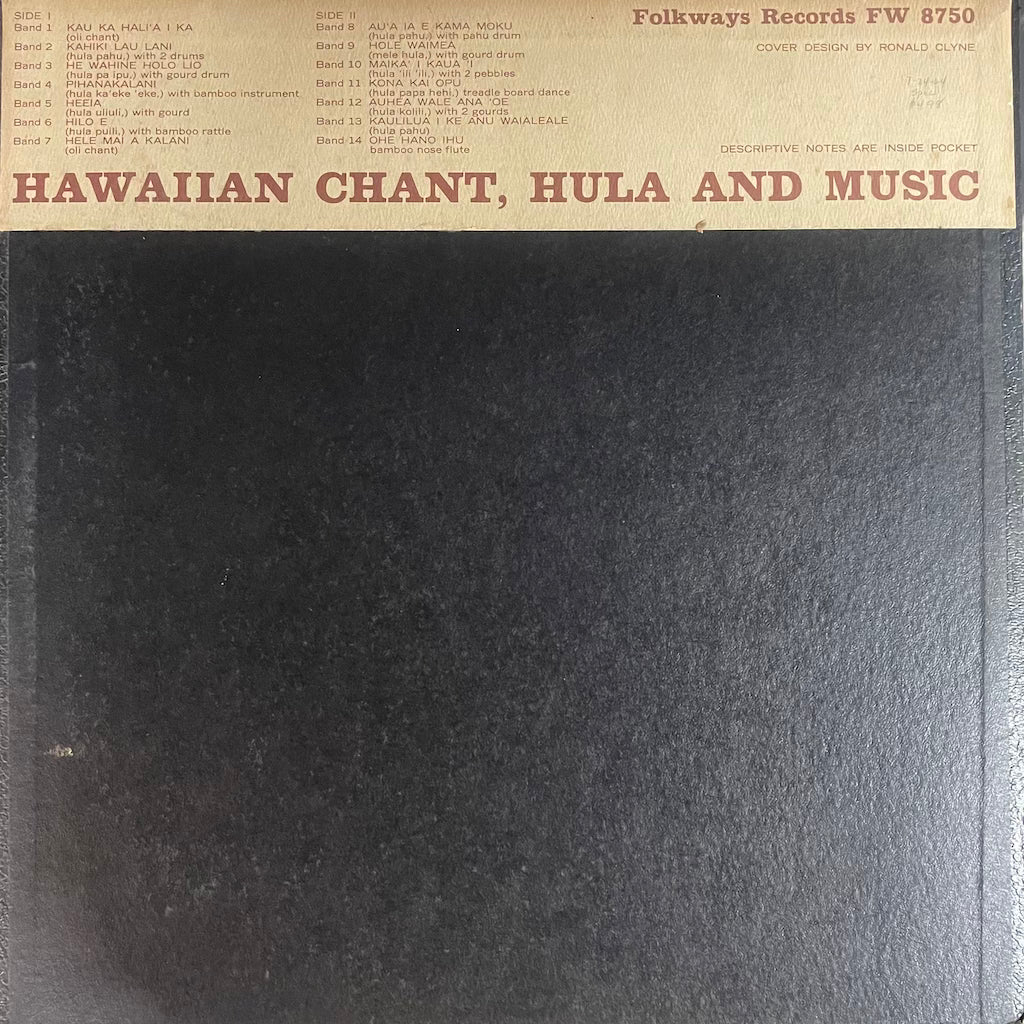 SIDE I
Band 1 KAU KA HALI'A I KA
(oli chant)
Band 2 KAHIKI LAU LANI
(hula pahu,) with 2 drums
Band 3 HE WAHINE HOLO LIO
(hula pa ipu,) with gourd drum
Band 4 PIHANAKALANI
(hula ka'eke 'eke,) with bamboo instrument
Band 5 HEEIA
(hula uliuli,) with gourd
Band 6 HILO E
(hula puili,) with bamboo rattle
Band 7 HELE MAI A KALANI
(oli chant)
SIDE II
Band 8 AU'A IA E KAMA MOKU
(hula pahu,) with pahu drum
Band 9 HOLE WAIMEA
(mele hula,) with gourd drum
Band 10 MAIKA' I KAUA 'I
(hula 'ili 'ili,) with 2 pebbles
Band 11 KONA KAI OPU
(hula papa hehi,) treadle board dance
Band 12 AUHEA WALE ANA 'OE
(hula kolili,) with 2 gourds
Band 13 KAULILUA I KE ANU WAIALEALE
(hula pahu)
Band 14 OHE HANO IHU
bamboo nose flute
Folkways Records FW 8750
COVER DESIGN BY RONALD CLYNE
DESCRIPTIVE NOTES ARE INSIDE POCKET
HAWAIIAN CHANT, HULA AND MUSIC